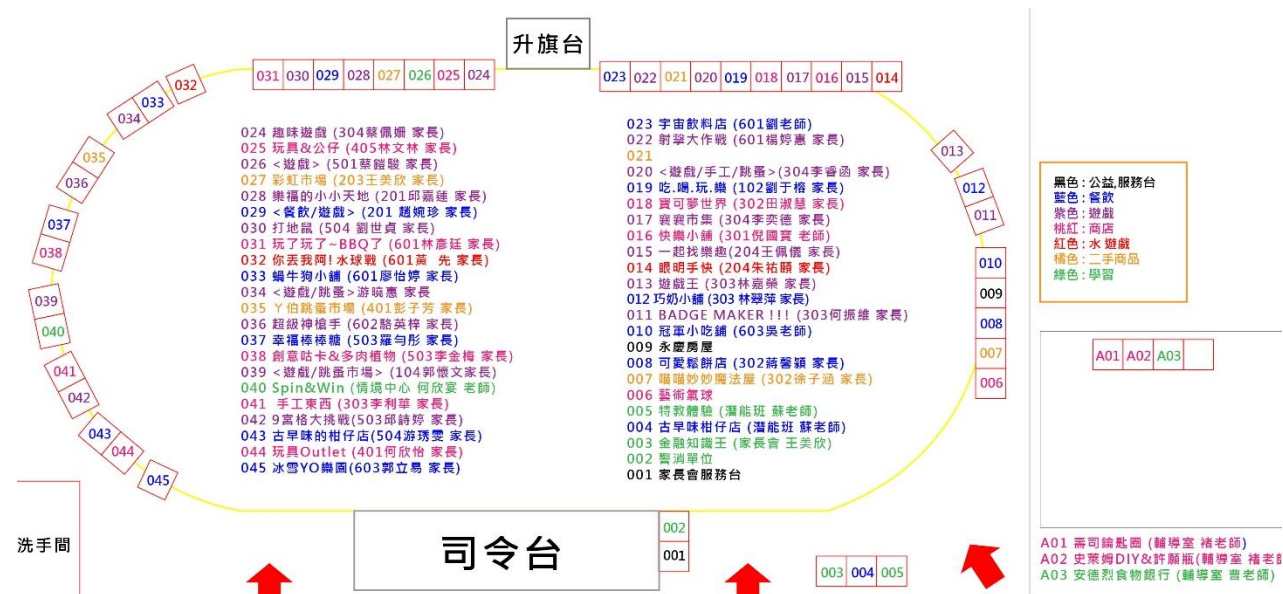 升旗台
031 030 029 028 027 026 025 024
023 022 021 020 019 018 017 016 015 014
032
033
034
035
036
037
038
039
040
041
042
043
044
045
013
012
011
010
009
008
007
006
024 趣味遊戲 (304蔡佩姍 家長)
025 玩具&公仔 (405林文林 家長)
026 <遊戲> (501蔡鎧駿 家長)
027 彩虹市場 (203王美欣 家長)
028 樂福的小小天地 (201邱嘉蓮 家長)
029 <餐飲/遊戲> (201 趙婉珍 家長)
030 打地鼠 (504 劉世貞 家長)
031 玩了玩了~BBQ了 (601林彥廷 家長)
032 你丟我阿! 水球戰 (601黃 先 家長)
033 蝸牛狗小舖 (601廖怡婷 家長)
034 <遊戲/跳蚤>游曉惠 家長
035 ㄚ伯跳蚤市場 (401彭子芳 家長)
036 超級神槍手 (602駱英梓 家長)
037 幸福棒棒糖 (503羅勻彤 家長)
038 創意咕卡&多肉植物 (503李金梅 家長)
039 <遊戲/跳蚤市場> (104郭懷文家長)
040 Spin&Win (情境中心 何欣宴 老師)
041 手工東西 (303李利華 家長)
042 9宮格大挑戰(503邱詩婷 家長)
043 古早味的柑仔店(504游琇雯 家長)
044 玩具Outlet (401何欣怡 家長)
045 冰雪YO樂園(603郭立易 家長)
023 宇宙飲料店 (601劉老師)
022 射擊大作戰 (601楊婷惠 家長)
021
020 <遊戲/手工/跳蚤>(304李睿函 家長)
019 吃.喝.玩.樂 (102劉于榕 家長)
018 寶可夢世界 (302田淑慧 家長)
017 襄襄市集 (304李奕德 家長)
016 快樂小舖 (301倪國寶 老師)
015 一起找樂趣(204王佩儀 家長)
014 眼明手快 (204朱祐頤 家長)
013 遊戲王 (303林嘉榮 家長)
012 巧奶小舖 (303 林翠萍 家長)
011 BADGE MAKER !!! (303何振維 家長)
010 冠軍小吃舖 (603吳老師)
009 永慶房屋
008 可愛鬆餅店 (302蔣馨穎 家長)
007 喵喵妙妙魔法屋 (302徐子涵 家長)
006 藝術氣球
005 特教體驗 (潛能班 蘇老師)
004 古早味柑仔店 (潛能班 蘇老師)
003 金融知識王 (家長會 王美欣)
002 警消單位
001 家長會服務台
黑色:公益,服務台
藍色:餐飲
紫色:遊戲
桃紅:商店
紅色:水 遊戲
橘色:二手商品
綠色:學習
A01 A02 A03
洗手間
司令台
002
001
003 004 005
A01 壽司鑰匙圈 (輔導室 褚老師)
A02 史萊姆DIY&許願瓶(輔導室 褚老師
A03 安德烈食物銀行 (輔導室 曹老師)